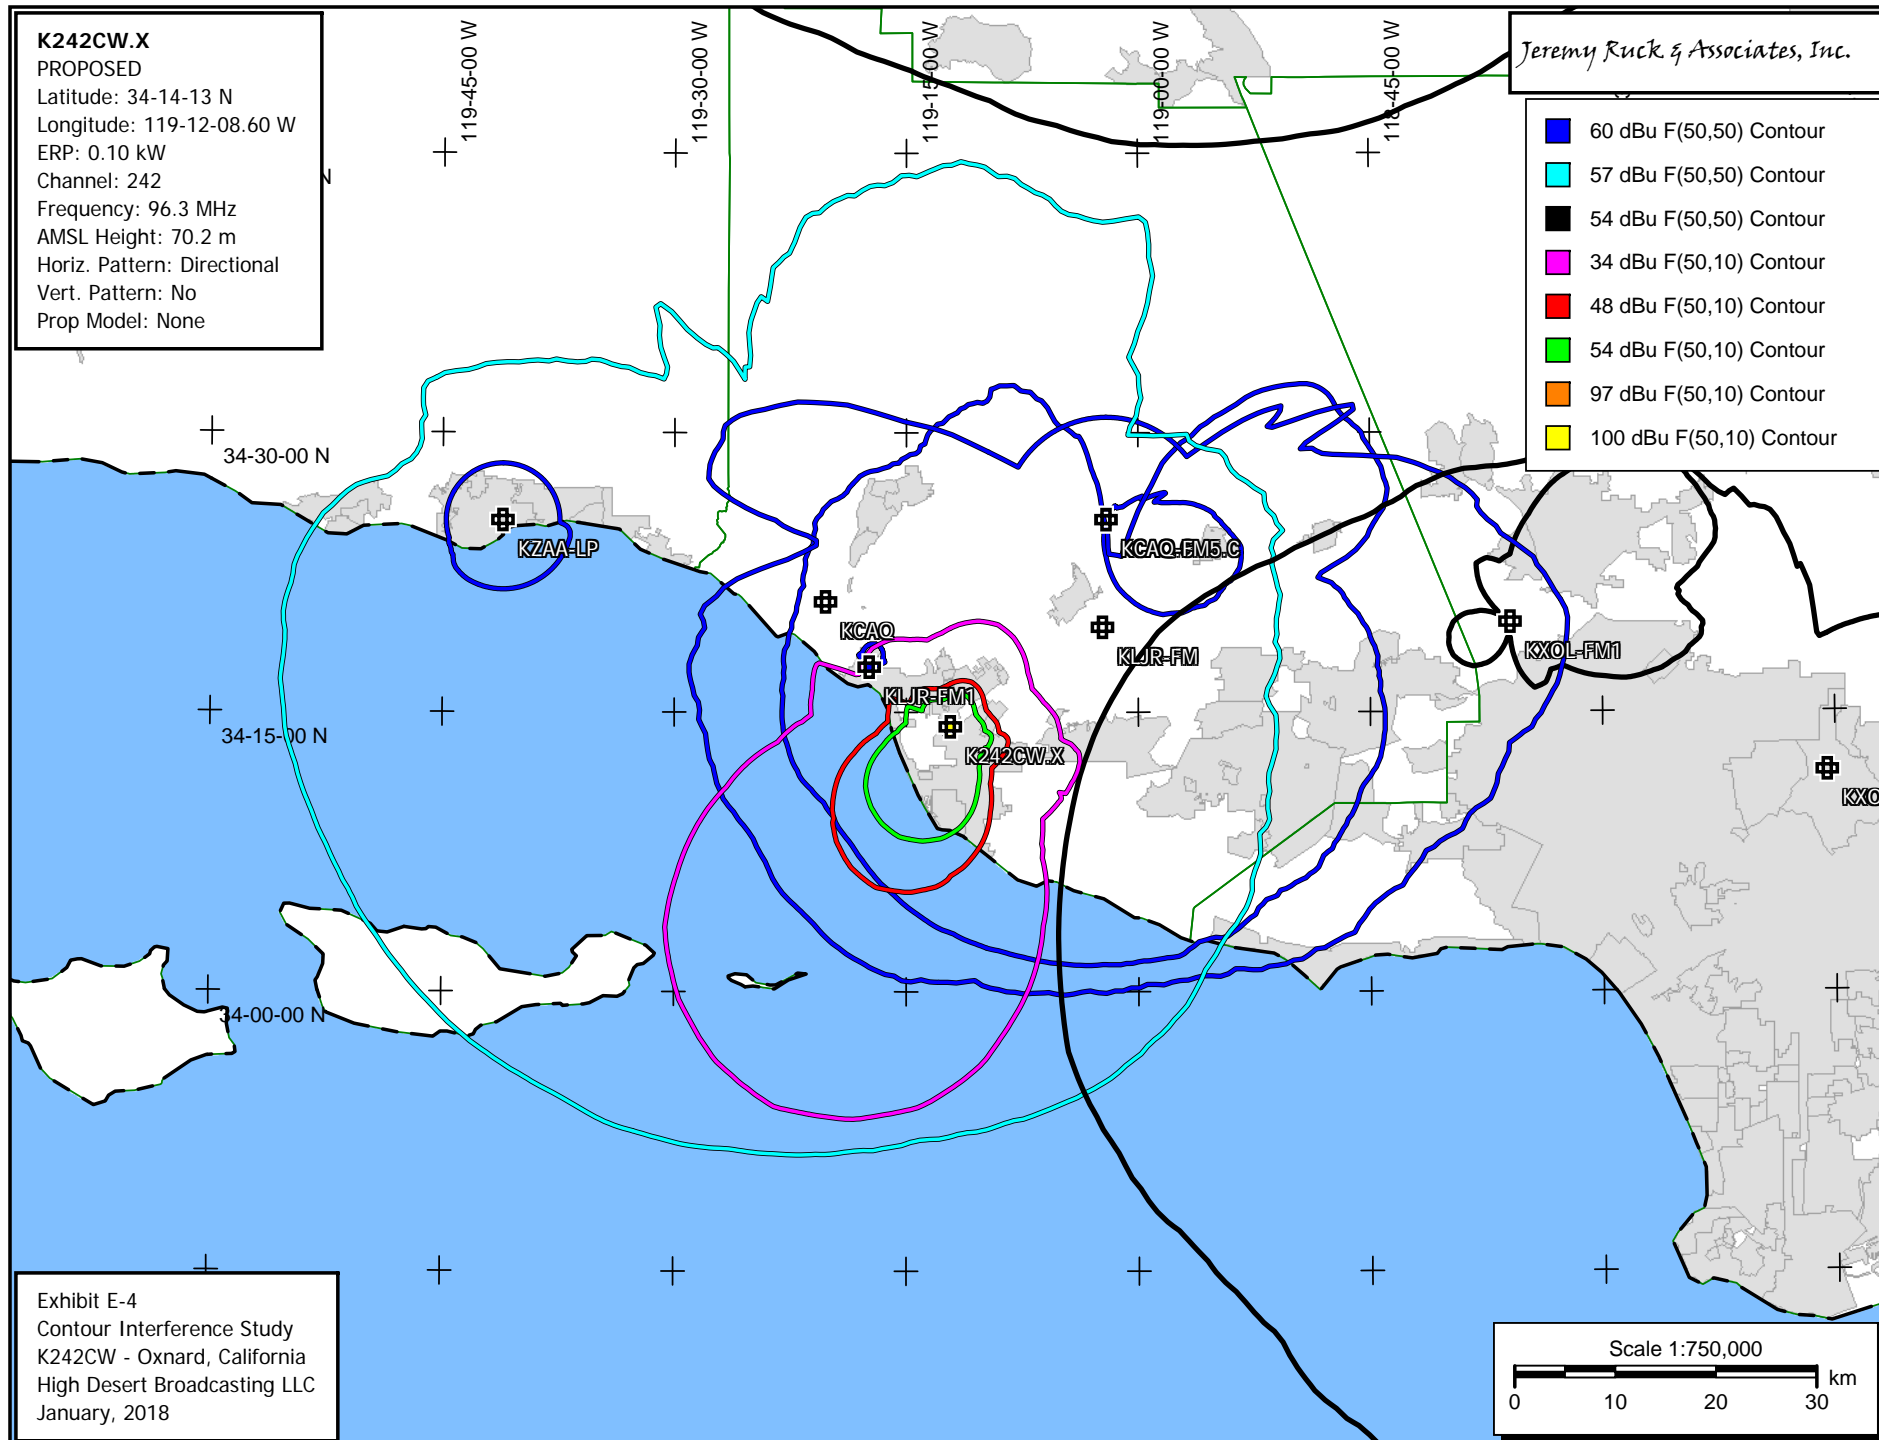 K242CW.X
PROPOSED
Latitude: 34-14-13 N
Longitude: 119-12-08.60 W
ERP: 0.10 kW
Channel: 242
Frequency: 96.3 MHz
AMSL Height: 70.2 m
Horiz. Pattern: Directional
Vert. Pattern: No
Prop Model: None
N
119-45-00 W
119-30-00 W
119-15-00 W
119-00-00 W
118-45-00 W
Jeremy Ruck & Associates, Inc.
60 dBu F(50,50) Contour
57 dBu F(50,50) Contour
54 dBu F(50,50) Contour
34 dBu F(50,10) Contour
48 dBu F(50,10) Contour
54 dBu F(50,10) Contour
97 dBu F(50,10) Contour
100 dBu F(50,10) Contour
34-30-00 N
KZAA-LP
KCAQ-FM5.C
KCAQ
KLJR-FM
KXOL-FM1
KLJR-FM1
34-15-00 N
K242CW.X
KXO
34-00-00 N
Exhibit E-4
Contour Interference Study
K242CW - Oxnard, California
High Desert Broadcasting LLC
January, 2018
Scale 1:750,000
km
0 10 20 30